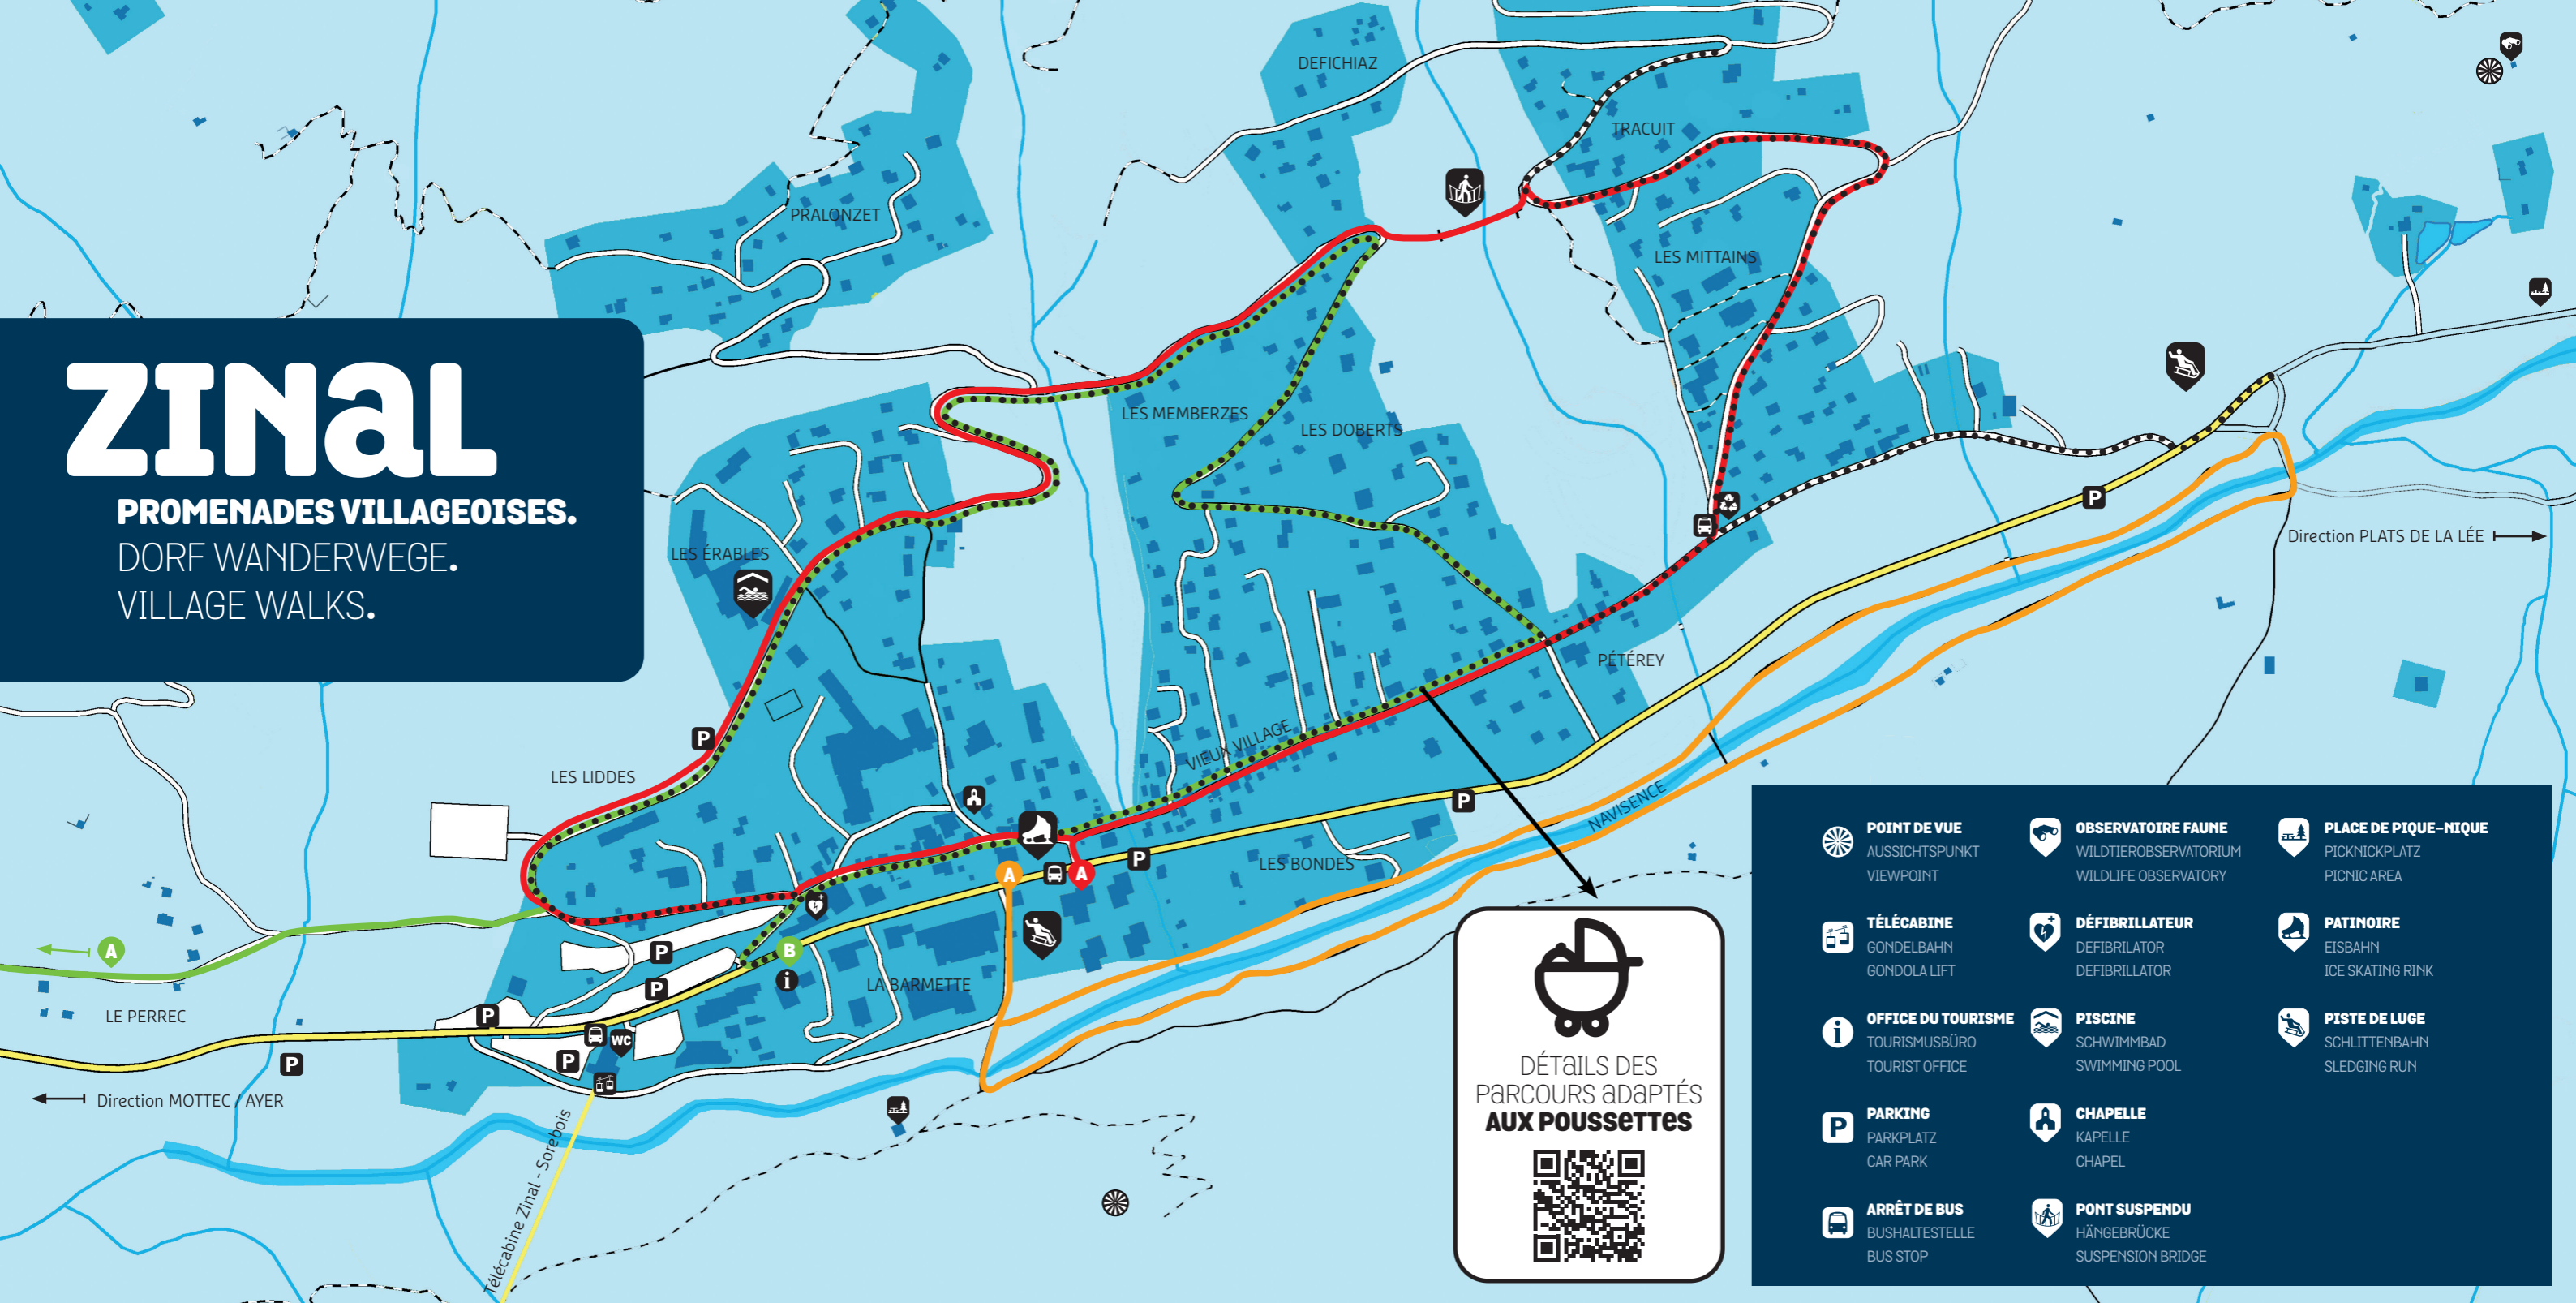 ZINaL
PROMENADES VILLAGEOISES.
DORF WANDERWEGE.
VILLAGE WALKS.
DEFICHIAZ
TRACUIT
PRALONZET
LES MITTAINS
LES MEMBERZES
LES DOBERTS
LES ÉRABLES
Direction PLATS DE LA LÉE
PÉTÉREY
VIEUX VILLAGE
LES LIDDES
NAVISENCE
LES BONDES
LA BARMETTE
LE PERREC
Direction MOTTEC / AYER
Télécabine Zinal - Sorebois
P
P
P
P
P
P
P
P
P
P
A
A
A
B
i
WC
DÉTaILS DES
ParCOURS aDaPTÉS
aUX POUSSeTTes
POINT DE VUE
AUSSICHTSPUNKT
VIEWPOINT
TÉLÉCABINE
GONDELBAHN
GONDOLA LIFT
i
OFFICE DU TOURISME
TOURISMUSBÜRO
TOURIST OFFICE
P
PARKING
PARKPLATZ
CAR PARK
ARRÊT DE BUS
BUSHALTESTELLE
BUS STOP
OBSERVATOIRE FAUNE
WILDTIEROBSERVATORIUM
WILDLIFE OBSERVATORY
DÉFIBRILLATEUR
DEFIBRILATOR
DEFIBRILLATOR
PISCINE
SCHWIMMBAD
SWIMMING POOL
CHAPELLE
KAPELLE
CHAPEL
PONT SUSPENDU
HÄNGEBRÜCKE
SUSPENSION BRIDGE
PLACE DE PIQUE-NIQUE
PICKNICKPLATZ
PICNIC AREA
PATINOIRE
EISBAHN
ICE SKATING RINK
PISTE DE LUGE
SCHLITTENBAHN
SLEDGING RUN